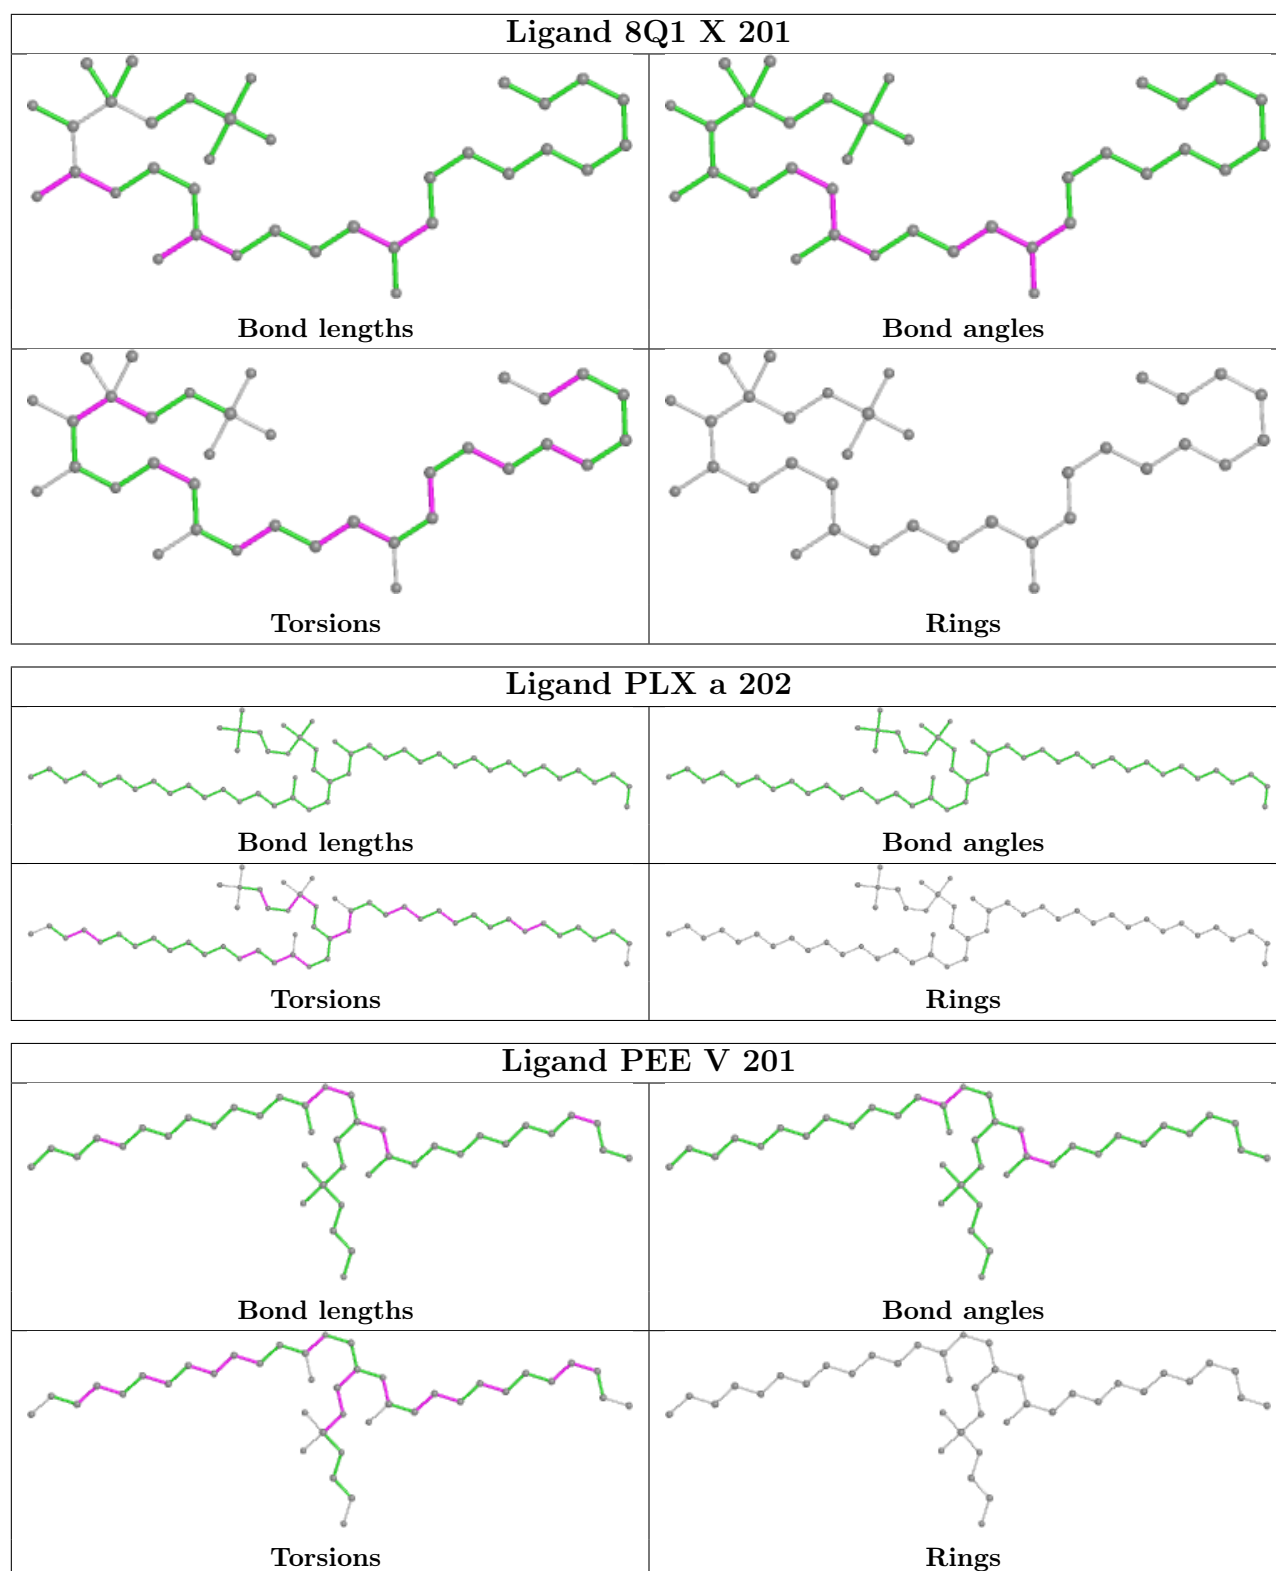 Ligand 8Q1 X 201
Bond lengths
Bond angles
Torsions
Rings
Ligand PLX a 202
Bond lengths
Bond angles
Torsions
Rings
Ligand PEE V 201
Bond lengths
Bond angles
Torsions
Rings